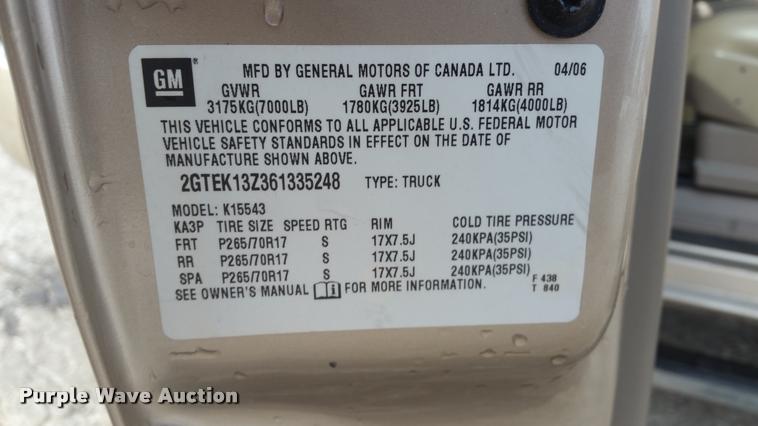 GM ® MFD BY GENERAL MOTORS OF CANADA LTD. 04/06
GVWR GAWR FRT GAWR RR
3175KG(7000LB) 1780KG(3925LB) 1814KG(4000LB)
THIS VEHICLE CONFORMS TO ALL APPLICABLE U.S. FEDERAL MOTOR
VEHICLE SAFETY STANDARDS IN EFFECT ON THE DATE OF
MANUFACTURE SHOWN ABOVE.
2GTEK13Z361335248 TYPE: TRUCK
MODEL: K15543
KA3P TIRE SIZE SPEED RTG RIM COLD TIRE PRESSURE
FRT P265/70R17 S 17X7.5J 240KPA(35PSI)
RR P265/70R17 S 17X7.5J 240KPA(35PSI)
SPA P265/70R17 S 17X7.5J 240KPA(35PSI)
SEE OWNER'S MANUAL FOR MORE INFORMATION.
F 438
T 840
Purple Wave Auction